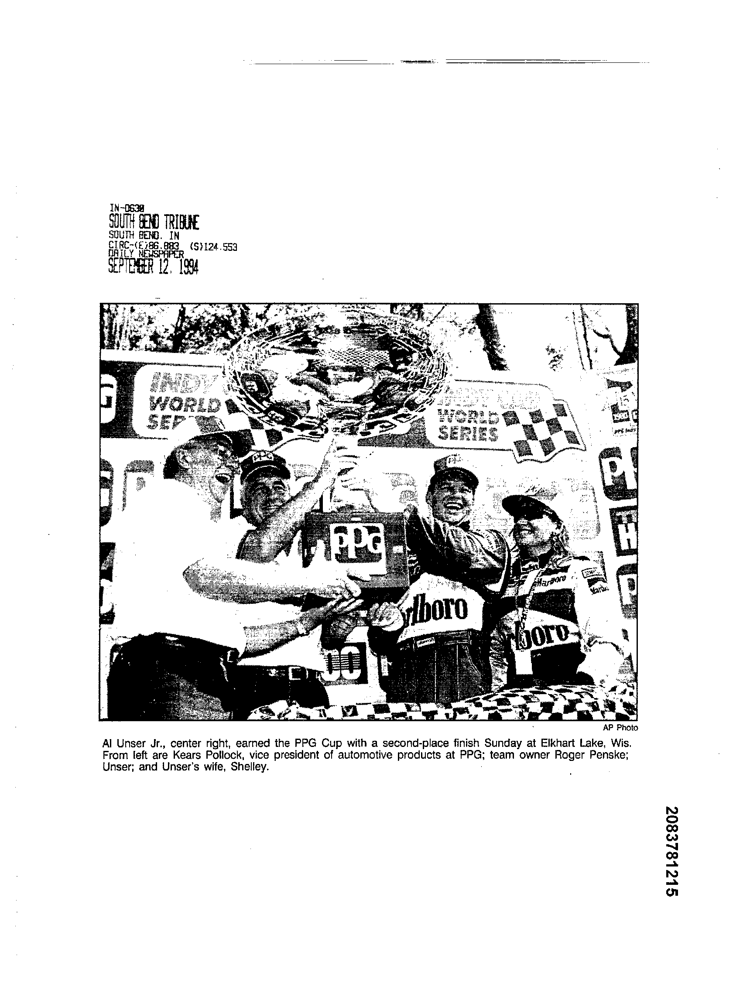 IN-0630
SOUTH BEND TRIBUNE
SOUTH BEND. IN
CIRC-(E)86.883 (S)124.553
DAILY NEWSPAPER
SEPTEMBER 12, 1994
INDY
WORLD
SERIES
WORLD
SERIES
PPG
PPG
rlboro
Marlboro
boro
AP Photo
Al Unser Jr., center right, earned the PPG Cup with a second-place finish Sunday at Elkhart Lake, Wis.
From left are Kears Pollock, vice president of automotive products at PPG; team owner Roger Penske;
Unser; and Unser's wife, Shelley.
2083781215